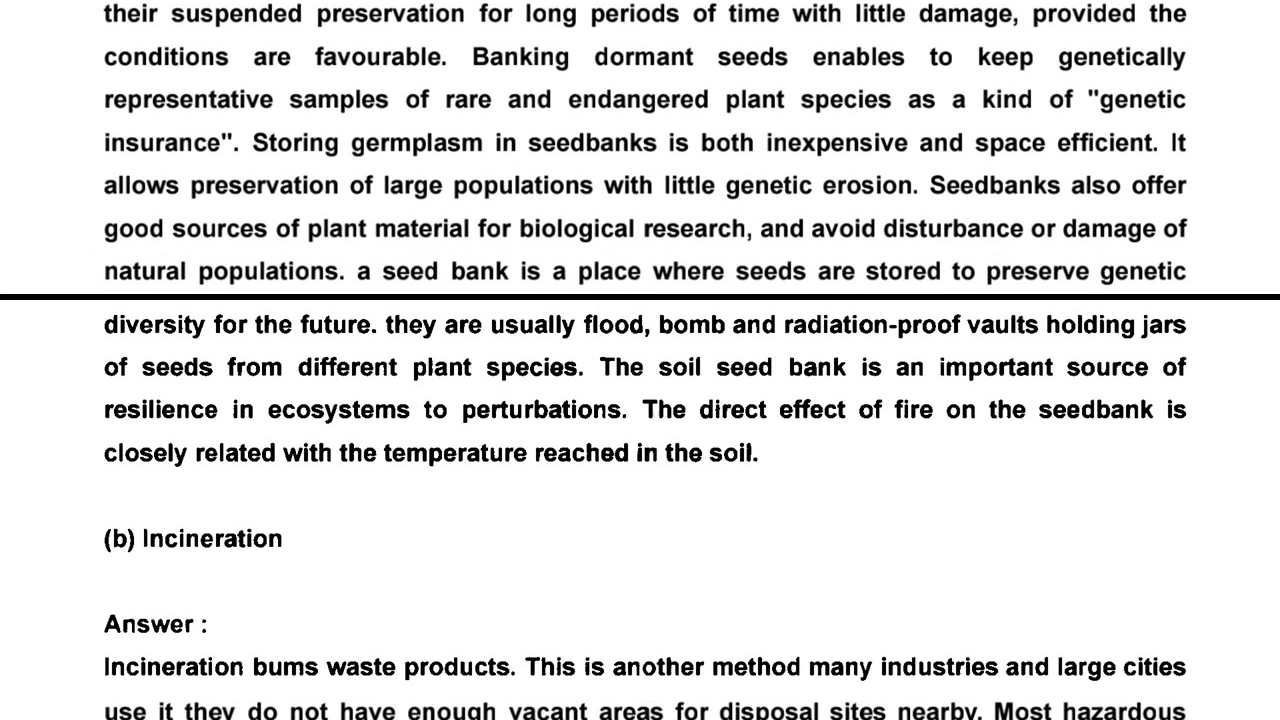 their suspended preservation for long periods of time with little damage, provided the
conditions are favourable. Banking dormant seeds enables to keep genetically
representative samples of rare and endangered plant species as a kind of "genetic
insurance". Storing germplasm in seedbanks is both inexpensive and space efficient. It
allows preservation of large populations with little genetic erosion. Seedbanks also offer
good sources of plant material for biological research, and avoid disturbance or damage of
natural populations. a seed bank is a place where seeds are stored to preserve genetic
diversity for the future. they are usually flood, bomb and radiation-proof vaults holding jars
of seeds from different plant species. The soil seed bank is an important source of
resilience in ecosystems to perturbations. The direct effect of fire on the seedbank is
closely related with the temperature reached in the soil.
(b) Incineration
Answer :
Incineration bums waste products. This is another method many industries and large cities
use it they do not have enough vacant areas for disposal sites nearby. Most hazardous